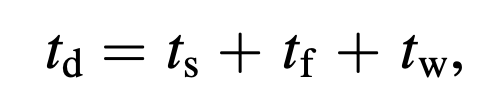 t_d = t_s + t_f + t_w,